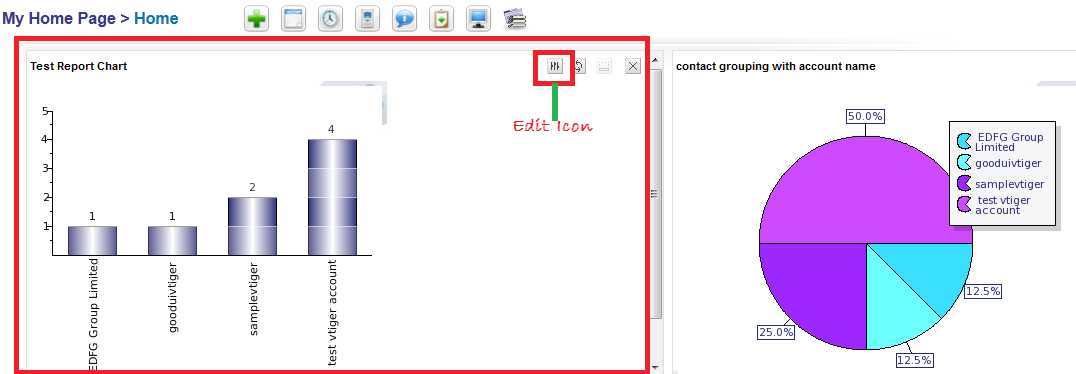 My Home Page > Home
Test Report Chart
Edit Icon
5
4
3
2
1
1
1
2
4
EDFG Group Limited
gooduivtiger
samplevtiger
test vtiger account
contact grouping with account name
50.0%
25.0%
12.5%
12.5%
EDFG Group
Limited
gooduivtiger
samplevtiger
test vtiger
account